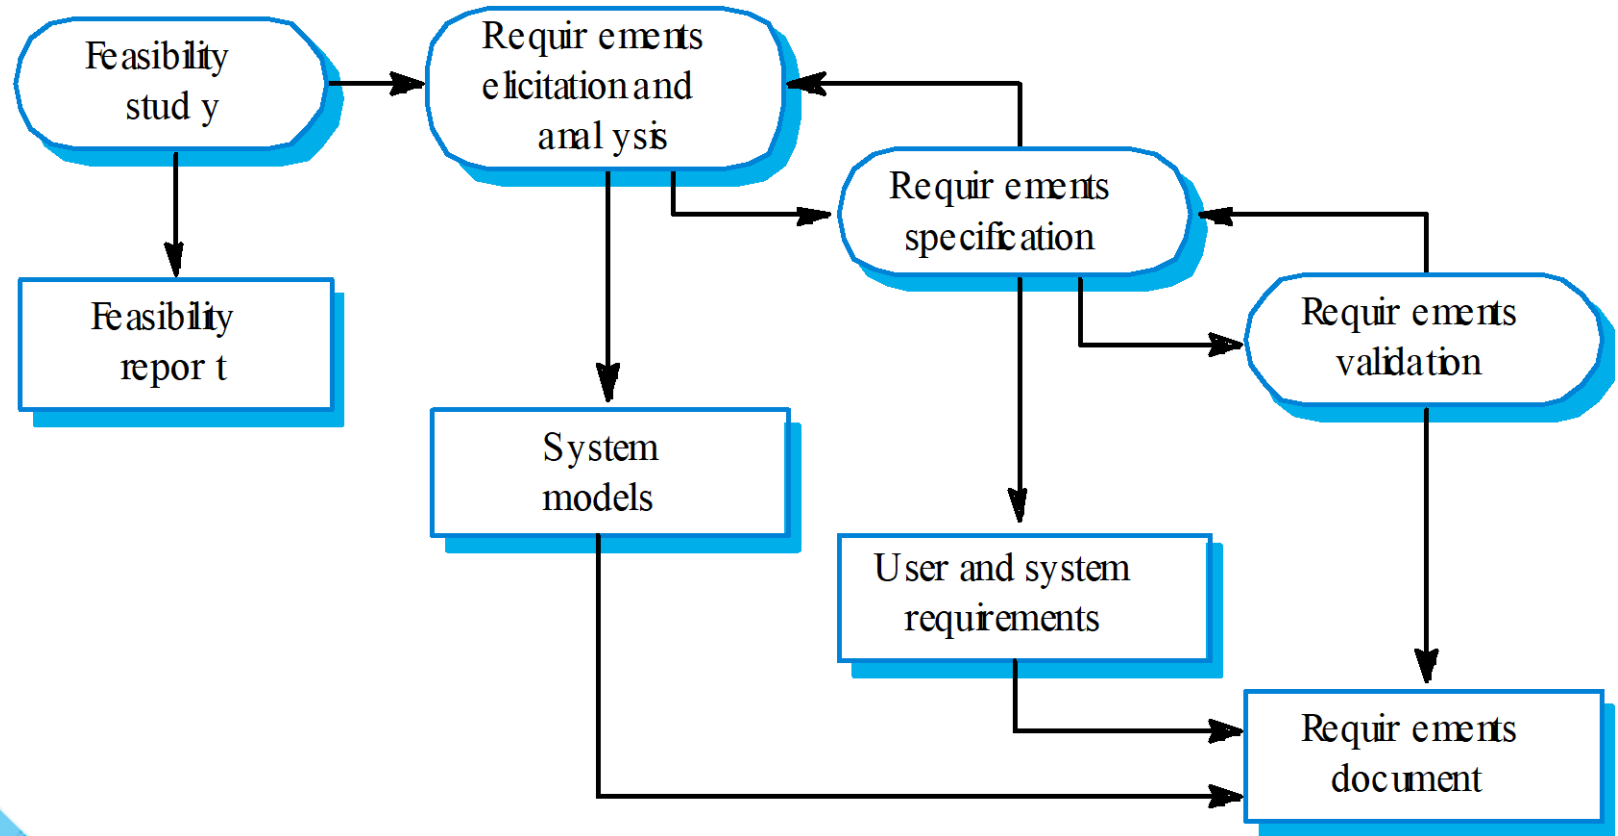 Feasibility
study
Requirements
elicitation and
analysis
Requirements
specification
Feasibility
report
Requirements
validation
System
models
User and system
requirements
Requirements
document